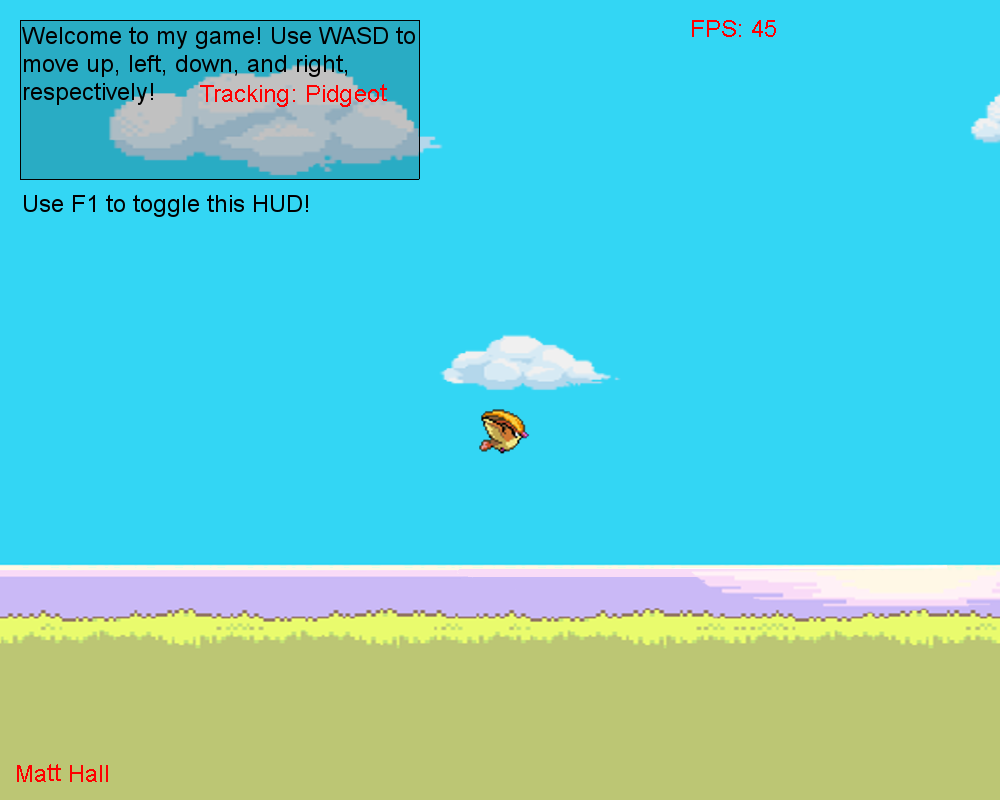 Welcome to my game! Use WASD to
move up, left, down, and right,
respectively!
Tracking: Pidgeot
Use F1 to toggle this HUD!
FPS: 45
Matt Hall